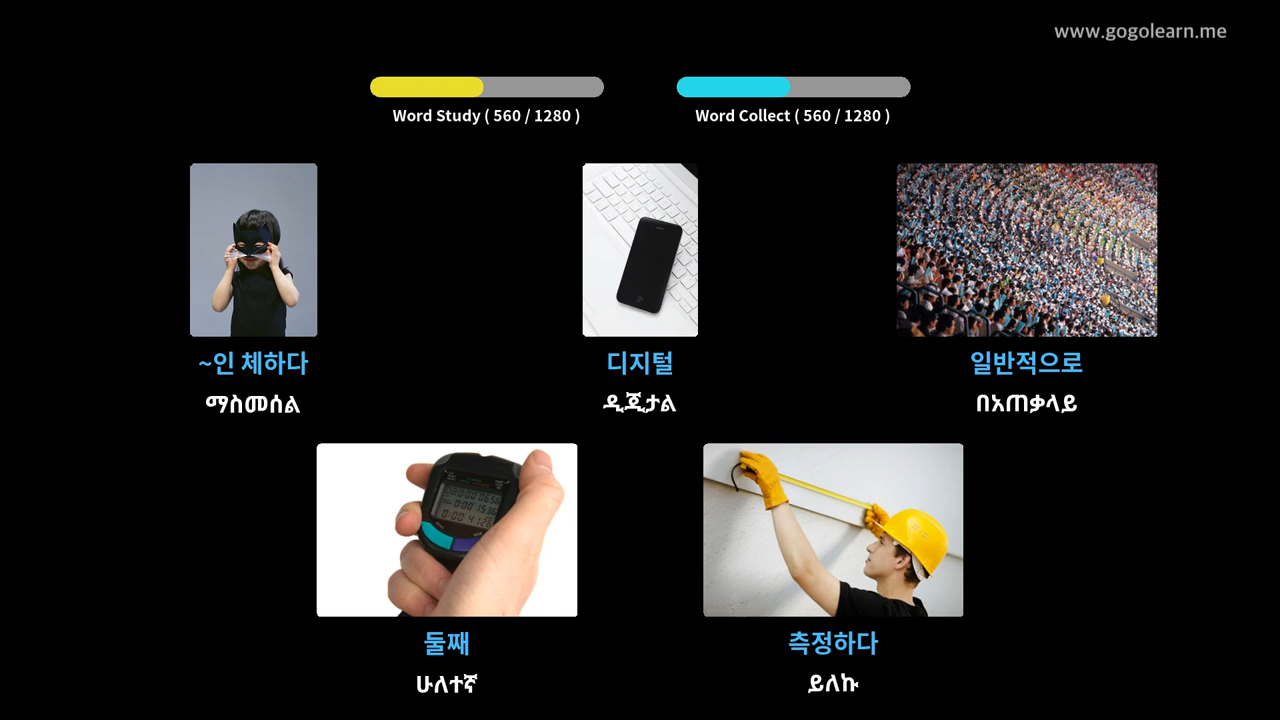 www.gogolearn.me
Word Study ( 560 / 1280 )
Word Collect ( 560 / 1280 )
~인 체하다
ማስመሰል
디지털
ዲጂታል
일반적으로
በአጠቃላይ
둘째
ሁለተኛ
측정하다
ይለኩ